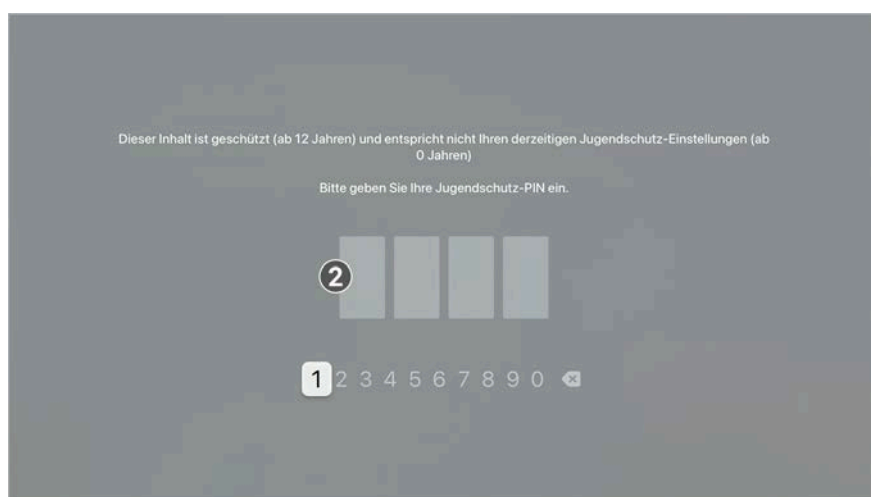 Dieser Inhalt ist geschützt (ab 12 Jahren) und entspricht nicht Ihren derzeitigen Jugendschutz-Einstellungen (ab
0 Jahren)
Bitte geben Sie Ihre Jugendschutz-PIN ein.
2
1 2 3 4 5 6 7 8 9 0